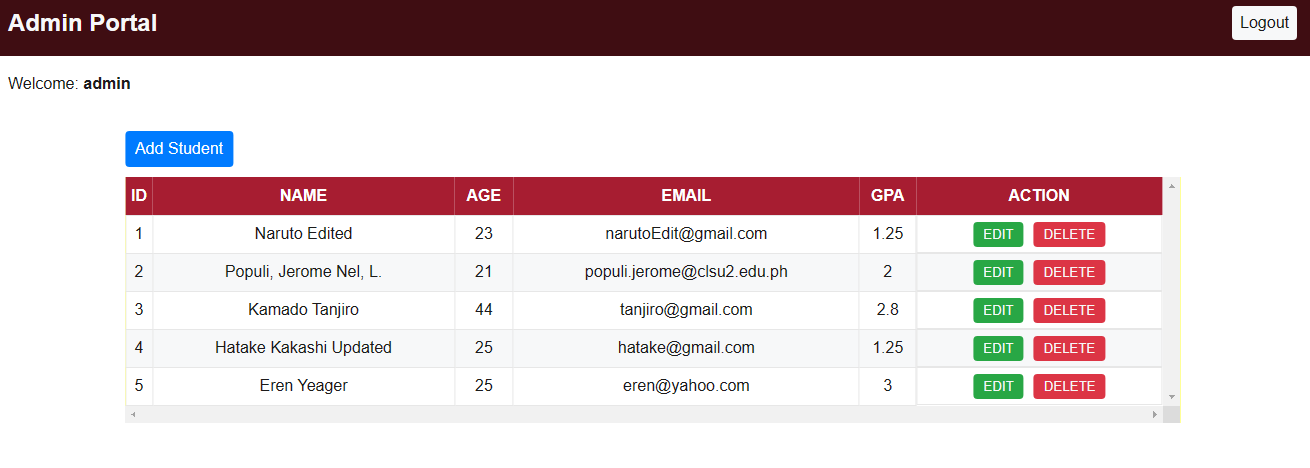 Admin Portal Logout
Welcome: admin
Add Student
ID NAME AGE EMAIL GPA ACTION
1 Naruto Edited 23 narutoEdit@gmail.com 1.25 EDIT DELETE
2 Populi, Jerome Nel, L. 21 populi.jerome@clsu2.edu.ph 2 EDIT DELETE
3 Kamado Tanjiro 44 tanjiro@gmail.com 2.8 EDIT DELETE
4 Hatake Kakashi Updated 25 hatake@gmail.com 1.25 EDIT DELETE
5 Eren Yeager 25 eren@yahoo.com 3 EDIT DELETE